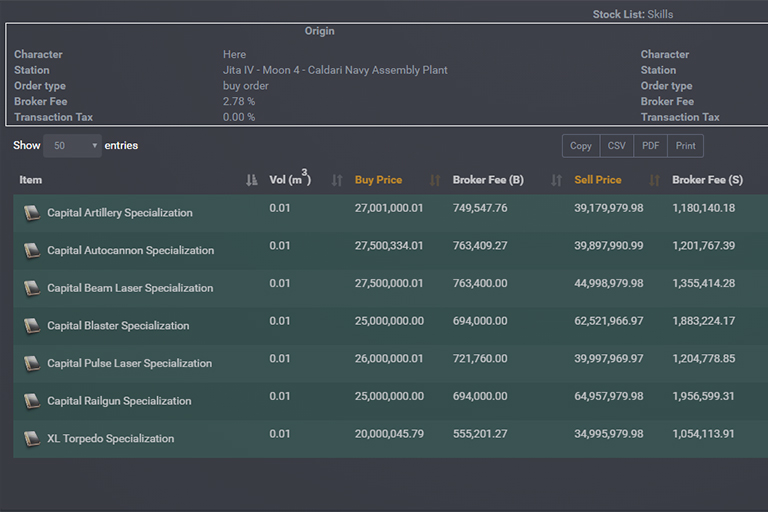 Stock List: Skills
Origin
Character Here Character
Station Jita IV - Moon 4 - Caldari Navy Assembly Plant Station
Order type buy order Order type
Broker Fee 2.78 % Broker Fee
Transaction Tax 0.00 % Transaction Tax
Show 50 entries Copy CSV PDF Print
Item Vol (m³) Buy Price Broker Fee (B) Sell Price Broker Fee (S)
Capital Artillery Specialization 0.01 27,001,000.01 749,547.76 39,179,979.98 1,180,140.18
Capital Autocannon Specialization 0.01 27,500,334.01 763,409.27 39,897,990.99 1,201,767.39
Capital Beam Laser Specialization 0.01 27,500,000.01 763,400.00 44,998,979.98 1,355,414.28
Capital Blaster Specialization 0.01 25,000,000.00 694,000.00 62,521,966.97 1,883,224.17
Capital Pulse Laser Specialization 0.01 26,000,000.01 721,760.00 39,997,969.97 1,204,778.85
Capital Railgun Specialization 0.01 25,000,000.00 694,000.00 64,957,979.98 1,956,599.31
XL Torpedo Specialization 0.01 20,000,045.79 555,201.27 34,995,979.98 1,054,113.91